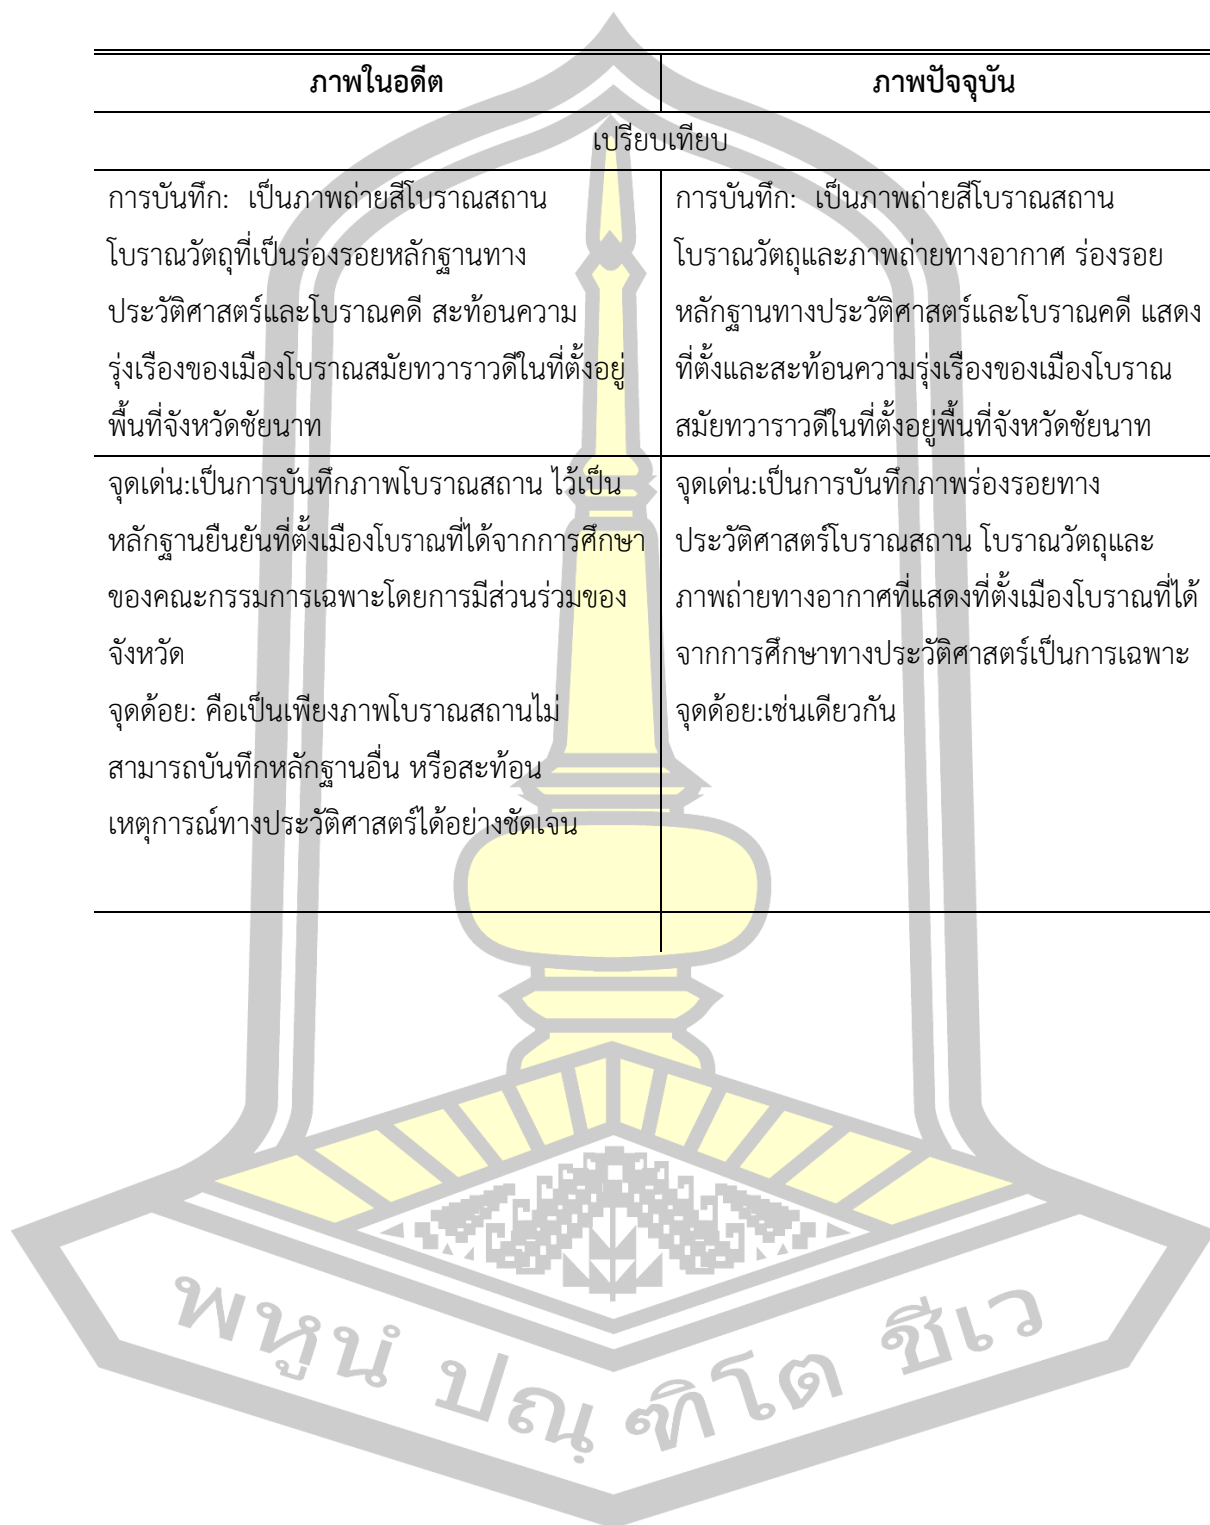 ภาพในอดีต
ภาพปัจจุบัน
เปรียบเทียบ
การบันทึก: เป็นภาพถ่ายสีโบราณสถาน
โบราณวัตถุที่เป็นร่องรอยหลักฐานทาง
ประวัติศาสตร์และโบราณคดี สะท้อนความ
รุ่งเรืองของเมืองโบราณสมัยทวาราวดีในที่ตั้งอยู่
พื้นที่จังหวัดชัยนาท
การบันทึก: เป็นภาพถ่ายสีโบราณสถาน
โบราณวัตถุและภาพถ่ายทางอากาศ ร่องรอย
หลักฐานทางประวัติศาสตร์และโบราณคดี แสดง
ที่ตั้งและสะท้อนความรุ่งเรืองของเมืองโบราณ
สมัยทวาราวดีในที่ตั้งอยู่พื้นที่จังหวัดชัยนาท
จุดเด่น:เป็นการบันทึกภาพโบราณสถาน ไว้เป็น
หลักฐานยืนยันที่ตั้งเมืองโบราณที่ได้จากการศึกษา
ของคณะกรรมการเฉพาะโดยการมีส่วนร่วมของ
จังหวัด
จุดด้อย: คือเป็นเพียงภาพโบราณสถานไม่
สามารถบันทึกหลักฐานอื่น หรือสะท้อน
เหตุการณ์ทางประวัติศาสตร์ได้อย่างชัดเจน
จุดเด่น:เป็นการบันทึกภาพร่องรอยทาง
ประวัติศาสตร์โบราณสถาน โบราณวัตถุและ
ภาพถ่ายทางอากาศที่แสดงที่ตั้งเมืองโบราณที่ได้
จากการศึกษาทางประวัติศาสตร์เป็นการเฉพาะ
จุดด้อย:เช่นเดียวกัน
พหูนํ ปณฺ ฑิโต ชีเว